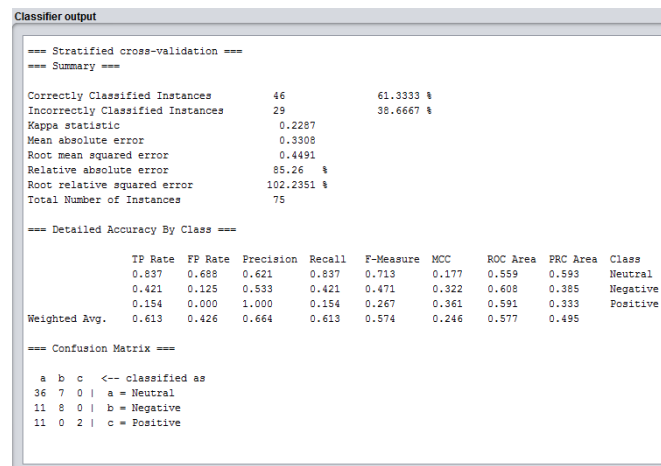 Classifier output
=== Stratified cross-validation ===
=== Summary ===
Correctly Classified Instances 46 61.3333 %
Incorrectly Classified Instances 29 38.6667 %
Kappa statistic 0.2287
Mean absolute error 0.3308
Root mean squared error 0.4491
Relative absolute error 85.26 %
Root relative squared error 102.2351 %
Total Number of Instances 75
=== Detailed Accuracy By Class ===
TP Rate FP Rate Precision Recall F-Measure MCC ROC Area PRC Area Class
0.837 0.688 0.621 0.837 0.713 0.177 0.559 0.593 Neutral
0.421 0.125 0.533 0.421 0.471 0.322 0.608 0.385 Negative
0.154 0.000 1.000 0.154 0.267 0.361 0.591 0.333 Positive
Weighted Avg. 0.613 0.426 0.664 0.613 0.574 0.246 0.577 0.495
=== Confusion Matrix ===
a b c <-- classified as
36 7 0 | a = Neutral
11 8 0 | b = Negative
11 0 2 | c = Positive